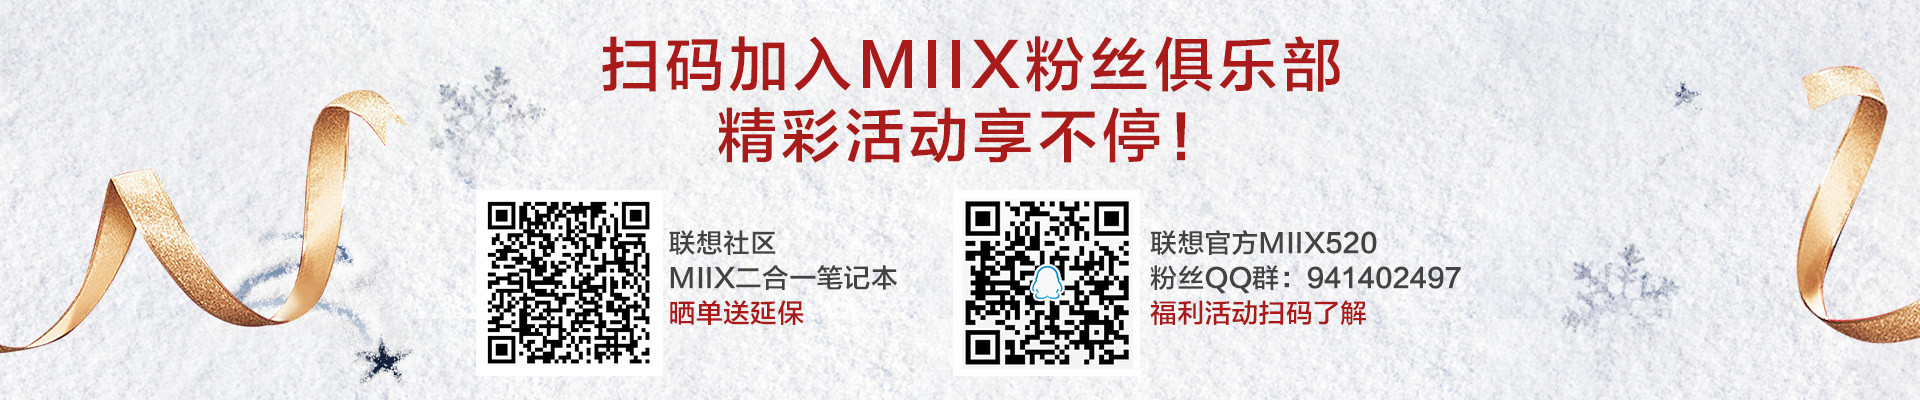 扫码加入MIIX粉丝俱乐部
精彩活动享不停！
联想社区
MIIX二合一笔记本
晒单送延保
联想官方MIIX520
粉丝QQ群：941402497
福利活动扫码了解